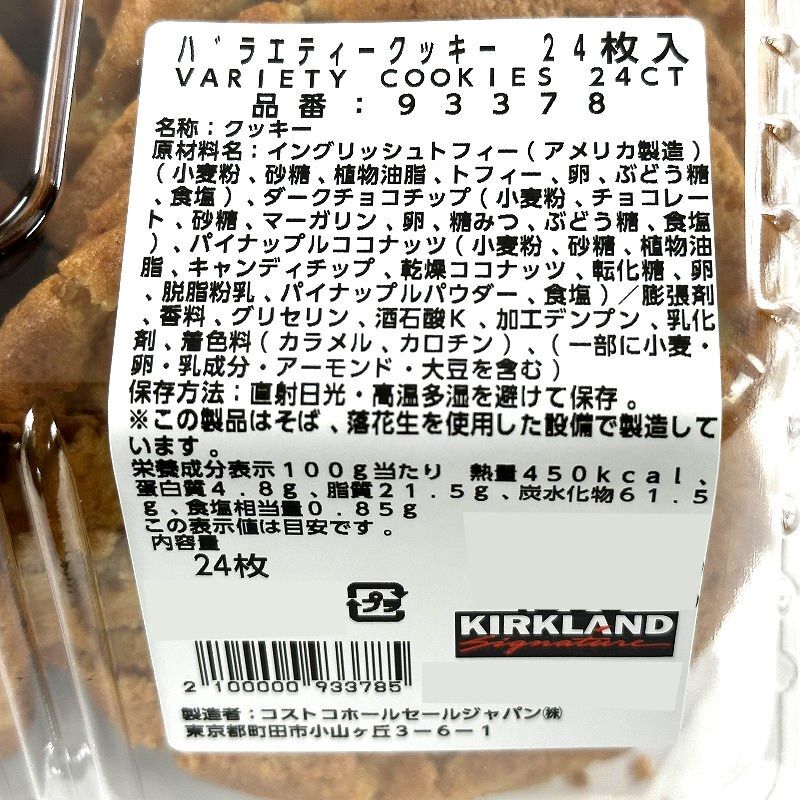 バラエティークッキー 24枚入
VARIETY COOKIES 24CT
品番:93378
名称:クッキー
原材料名:イングリッシュトフィー(アメリカ製造)
(小麦粉、砂糖、植物油脂、トフィー、卵、ぶどう糖
、食塩)、ダークチョコチップ(小麦粉、チョコレー
ト、砂糖、マーガリン、卵、糖みつ、ぶどう糖、食塩
)、パイナップルココナッツ(小麦粉、砂糖、植物油
脂、キャンディチップ、乾燥ココナッツ、転化糖、卵
、脱脂粉乳、パイナップルパウダー、食塩)/膨張剤
、香料、グリセリン、酒石酸K、加工デンプン、乳化
剤、着色料(カラメル、カロチン)、(一部に小麦・
卵・乳成分・アーモンド・大豆を含む)
保存方法:直射日光・高温多湿を避けて保存。
※この製品はそば、落花生を使用した設備で製造して
います。
栄養成分表示100g当たり 熱量450kcal、
蛋白質4.8g、脂質21.5g、炭水化物61.5
g、食塩相当量0.85g
この表示値は目安です。
内容量
24枚
プラ
KIRKLAND
Signature
2 100000 933785
製造者:コストコホールセールジャパン㈱
東京都町田市小山ヶ丘3-6-1